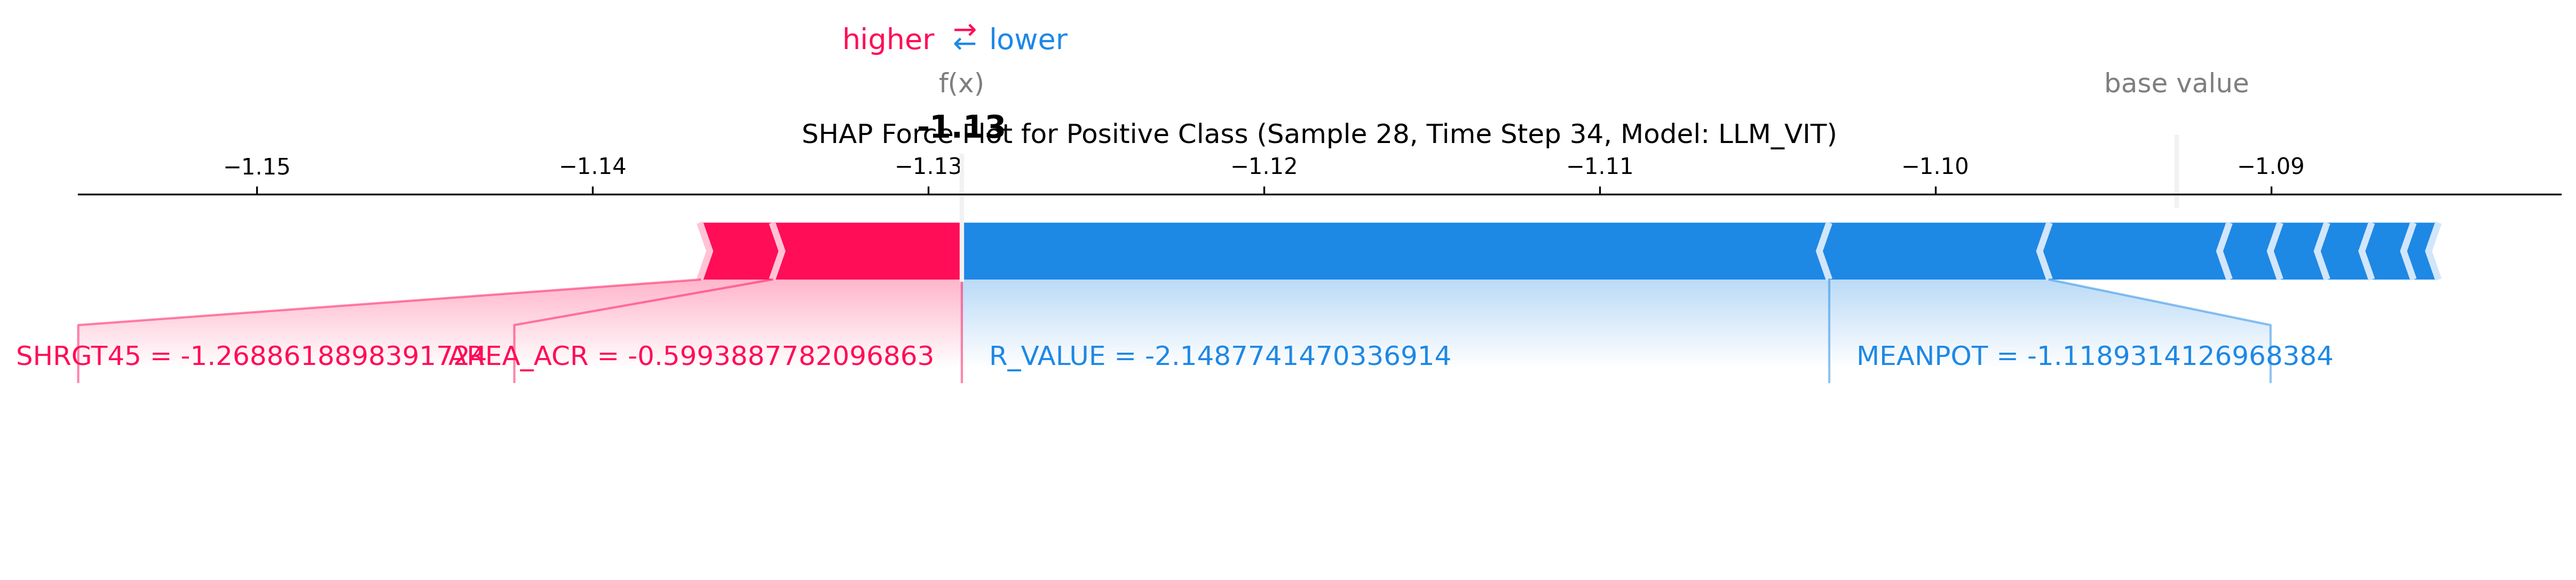 higher ⇄ lower
f(x) base value
-1.13
SHAP Force Plot for Positive Class (Sample 28, Time Step 34, Model: LLM_VIT)
−1.15 −1.14 −1.13 −1.12 −1.11 −1.10 −1.09
SHRGT45 = -1.2688618898391724 AREA_ACR = -0.5993887782096863 R_VALUE = -2.1487741470336914 MEANPOT = -1.1189314126968384